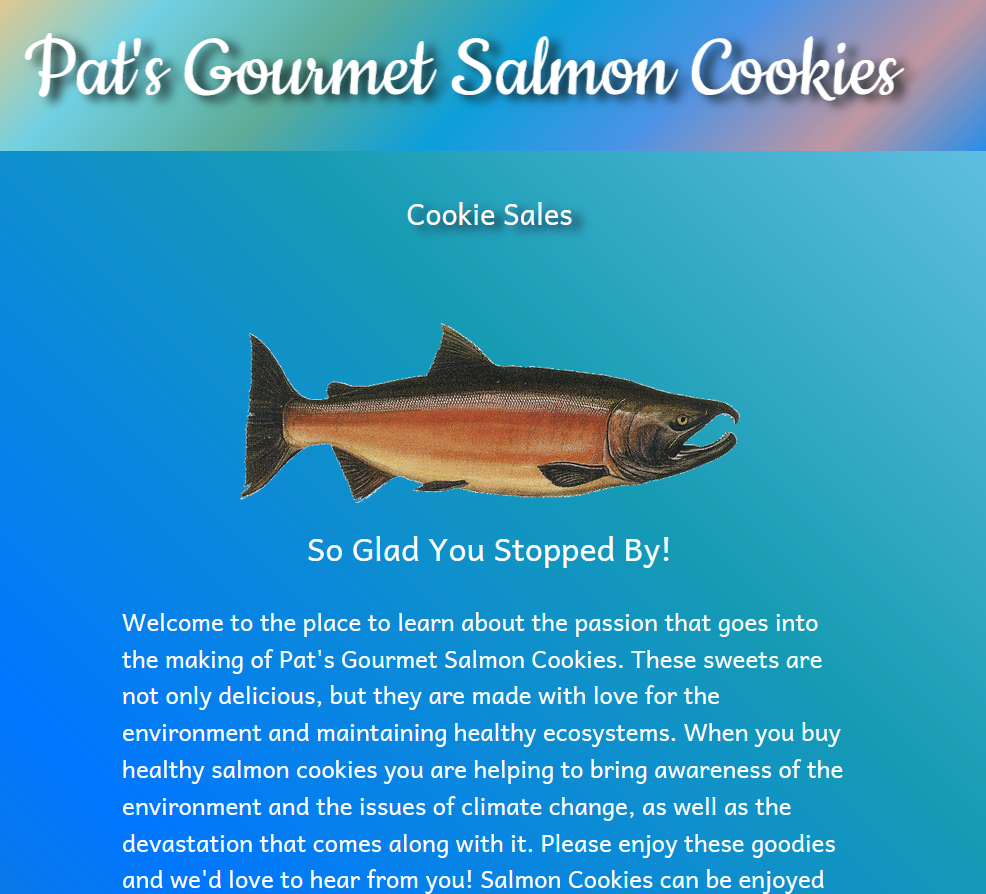 Pat's Gourmet Salmon Cookies
Cookie Sales
So Glad You Stopped By!
Welcome to the place to learn about the passion that goes into
the making of Pat's Gourmet Salmon Cookies. These sweets are
not only delicious, but they are made with love for the
environment and maintaining healthy ecosystems. When you buy
healthy salmon cookies you are helping to bring awareness of the
environment and the issues of climate change, as well as the
devastation that comes along with it. Please enjoy these goodies
and we'd love to hear from you! Salmon Cookies can be enjoyed